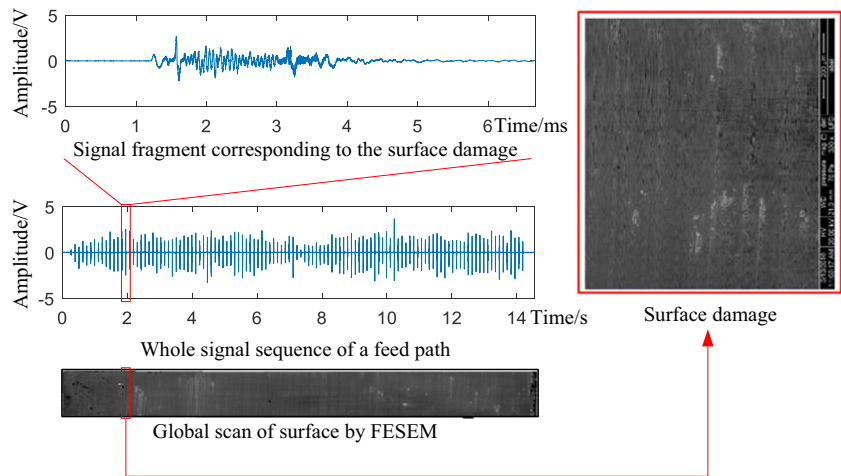 Amplitude/V
5
0
-5
0 1 2 3 4 5 6 Time/ms
Signal fragment corresponding to the surface damage
Amplitude/V
5
0
-5
0 2 4 6 8 10 12 14 Time/s
Whole signal sequence of a feed path
Global scan of surface by FESEM
Surface damage